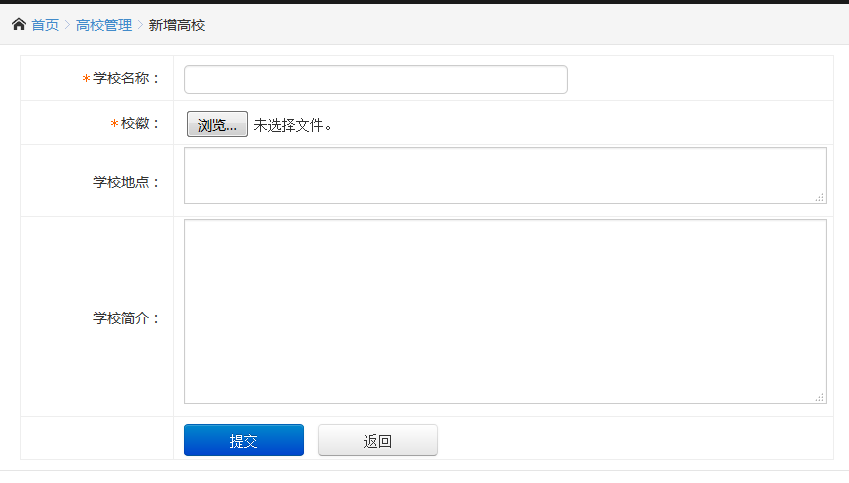 首页 > 高校管理 > 新增高校
*学校名称：
*校徽： 浏览... 未选择文件。
学校地点：
学校简介：
提交 返回